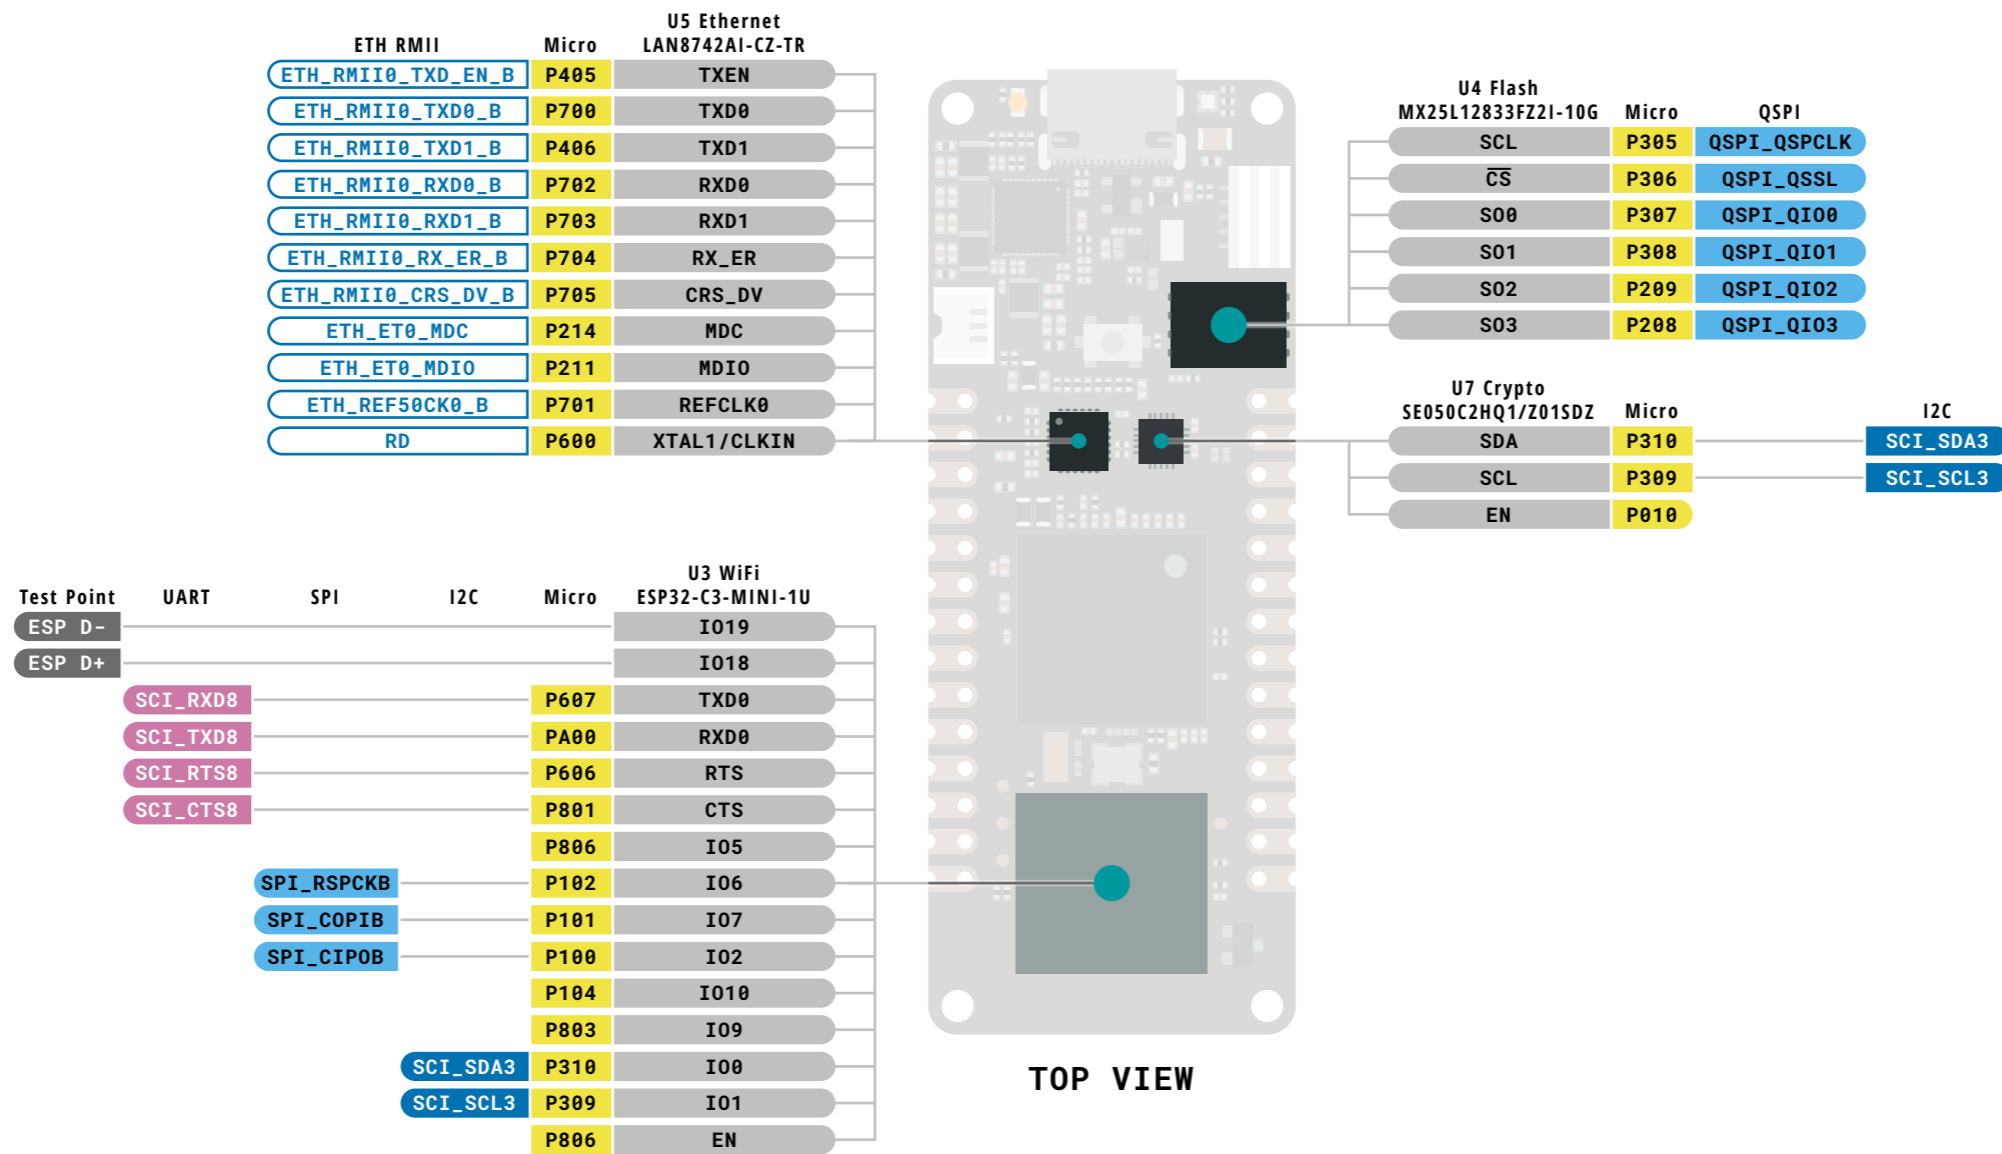 U5 Ethernet
ETH RMII Micro LAN8742AI-CZ-TR
ETH_RMII0_TXD_EN_B P405 TXEN
ETH_RMII0_TXD0_B P700 TXD0
ETH_RMII0_TXD1_B P406 TXD1
ETH_RMII0_RXD0_B P702 RXD0
ETH_RMII0_RXD1_B P703 RXD1
ETH_RMII0_RX_ER_B P704 RX_ER
ETH_RMII0_CRS_DV_B P705 CRS_DV
ETH_ET0_MDC P214 MDC
ETH_ET0_MDIO P211 MDIO
ETH_REF50CK0_B P701 REFCLK0
RD P600 XTAL1/CLKIN
U4 Flash
MX25L12833FZ2I-10G Micro QSPI
SCL P305 QSPI_QSPCLK
C̅S̅ P306 QSPI_QSSL
SO0 P307 QSPI_QIO0
SO1 P308 QSPI_QIO1
SO2 P209 QSPI_QIO2
SO3 P208 QSPI_QIO3
U7 Crypto
SE050C2HQ1/Z01SDZ Micro I2C
SDA P310 SCI_SDA3
SCL P309 SCI_SCL3
EN P010
U3 WiFi
Test Point UART SPI I2C Micro ESP32-C3-MINI-1U
ESP D- IO19
ESP D+ IO18
SCI_RXD8 P607 TXD0
SCI_TXD8 PA00 RXD0
SCI_RTS8 P606 RTS
SCI_CTS8 P801 CTS
P806 IO5
SPI_RSPCKB P102 IO6
SPI_COPIB P101 IO7
SPI_CIPOB P100 IO2
P104 IO10
P803 IO9
SCI_SDA3 P310 IO0
SCI_SCL3 P309 IO1
P806 EN
TOP VIEW